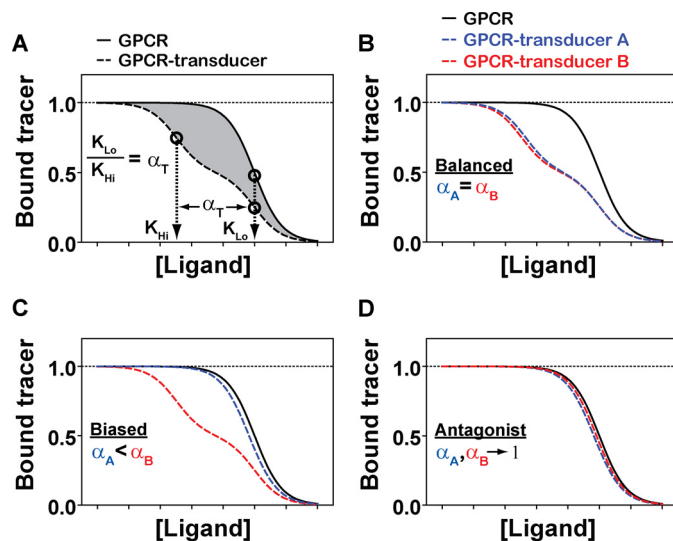 A
— GPCR
--- GPCR-transducer
Bound tracer
1.0
0.5
0.0
K_Lo
K_Hi
= α_T
α_T
K_Hi
K_Lo
[Ligand]
B
— GPCR
--- GPCR-transducer A
--- GPCR-transducer B
Bound tracer
1.0
0.5
0.0
Balanced
α_A = α_B
[Ligand]
C
Bound tracer
1.0
0.5
0.0
Biased
α_A < α_B
[Ligand]
D
Bound tracer
1.0
0.5
0.0
Antagonist
α_A, α_B → 1
[Ligand]